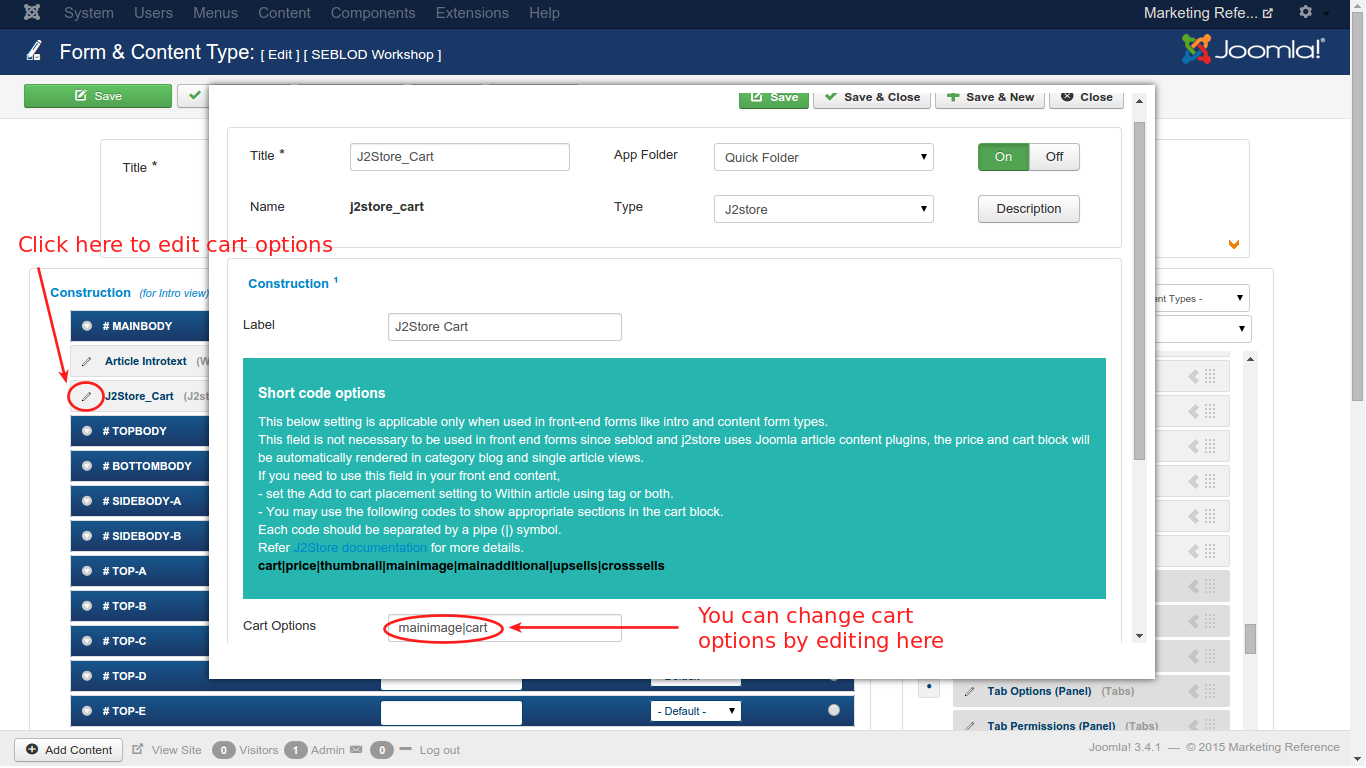 System Users Menus Content Components Extensions Help
Marketing Refe...
Form & Content Type: [ Edit ] [ SEBLOD Workshop ]
Joomla!®
Save
Save
Save & Close
Save & New
Close
Title *
Title *
J2Store_Cart
App Folder
Quick Folder
On
Off
Name
j2store_cart
Type
J2store
Description
Click here to edit cart options
Construction (for Intro view)
Construction 1
Label
J2Store Cart
ent Types -
# MAINBODY
Article Introtext
J2Store_Cart (J2st
# TOPBODY
# BOTTOMBODY
# SIDEBODY-A
# SIDEBODY-B
# TOP-A
# TOP-B
# TOP-C
# TOP-D
# TOP-E
- Default -
Short code options
This below setting is applicable only when used in front-end forms like intro and content form types.
This field is not necessary to be used in front end forms since seblod and j2store uses Joomla article content plugins, the price and cart block will
be automatically rendered in category blog and single article views.
If you need to use this field in your front end content,
- set the Add to cart placement setting to Within article using tag or both.
- You may use the following codes to show appropriate sections in the cart block.
Each code should be separated by a pipe (|) symbol.
Refer J2Store documentation for more details.
cart|price|thumbnail|mainimage|mainadditional|upsells|crosssells
Cart Options
mainimage|cart
You can change cart
options by editing here
Tab Options (Panel) (Tabs)
Tab Permissions (Panel) (Tabs)
Add Content
View Site
0 Visitors
1 Admin
0
Log out
Joomla! 3.4.1 — © 2015 Marketing Reference